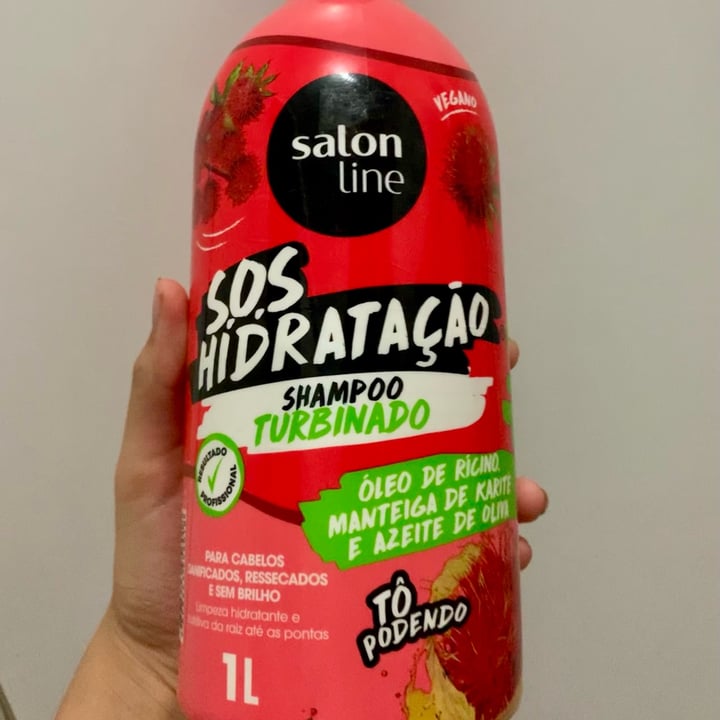 VEGANO
salon
line
S.O.S
HIDRATAÇÃO
SHAMPOO
TURBINADO
RESULTADO
PROFISSIONAL
ÓLEO DE RÍCINO,
MANTEIGA DE KARITÉ
E AZEITE DE OLIVA
PARA CABELOS
DANIFICADOS, RESSECADOS
E SEM BRILHO
Limpeza hidratante e
nutritiva da raiz até as pontas
TÔ
PODENDO
1L